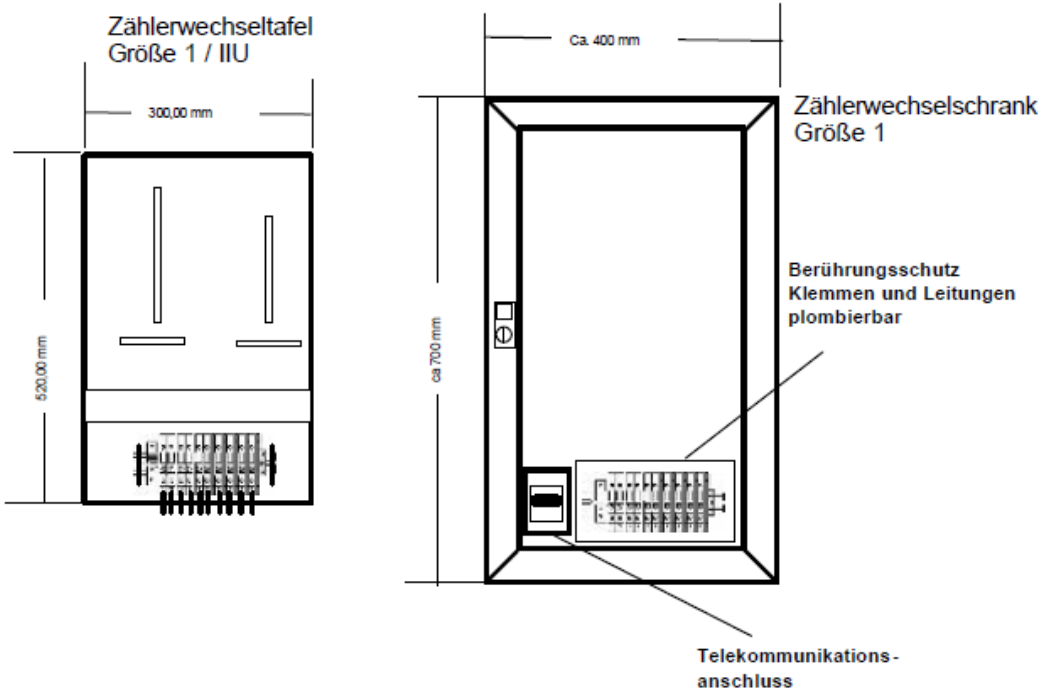 Zählerwechseltafel
Größe 1 / IIU
300,00 mm
520,00 mm
Ca. 400 mm
Zählerwechselschrank
Größe 1
ca 700 mm
Berührungsschutz
Klemmen und Leitungen
plombierbar
Telekommunikations-
anschluss